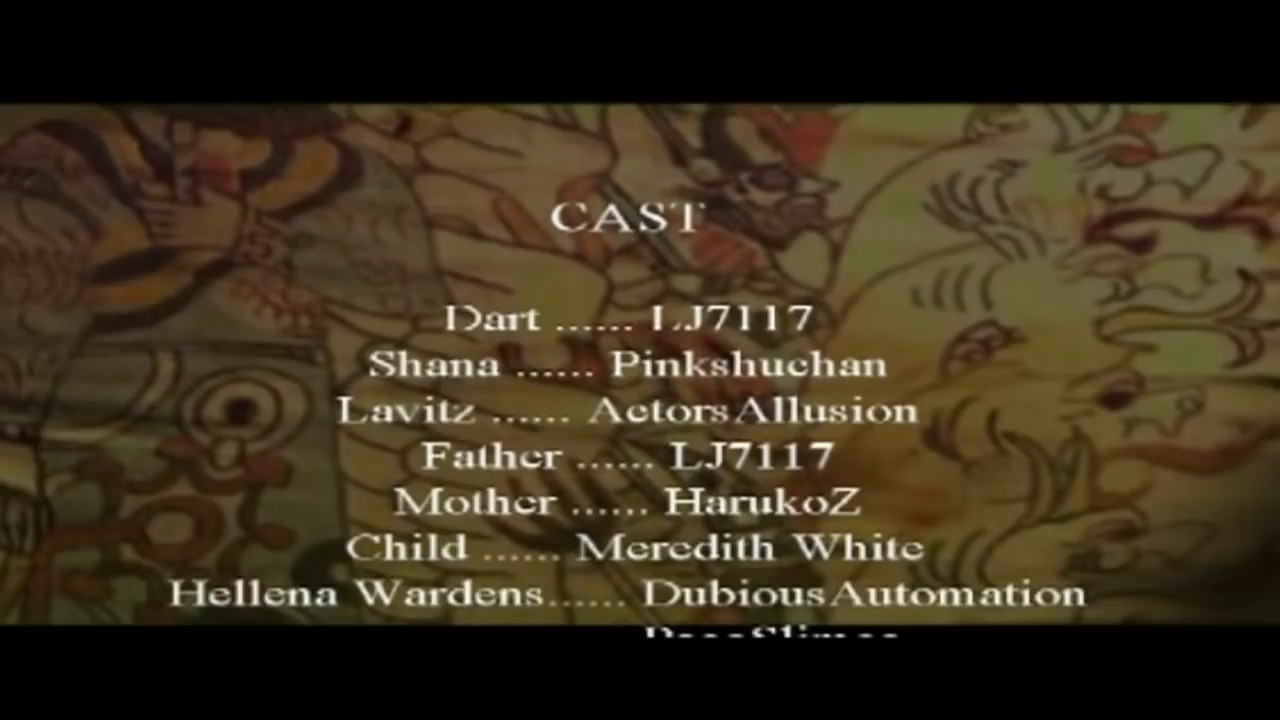 CAST
Dart ...... LJ7117
Shana ...... Pinkshuchan
Lavitz ...... ActorsAllusion
Father ...... LJ7117
Mother ...... HarukoZ
Child ...... Meredith White
Hellena Wardens...... DubiousAutomation